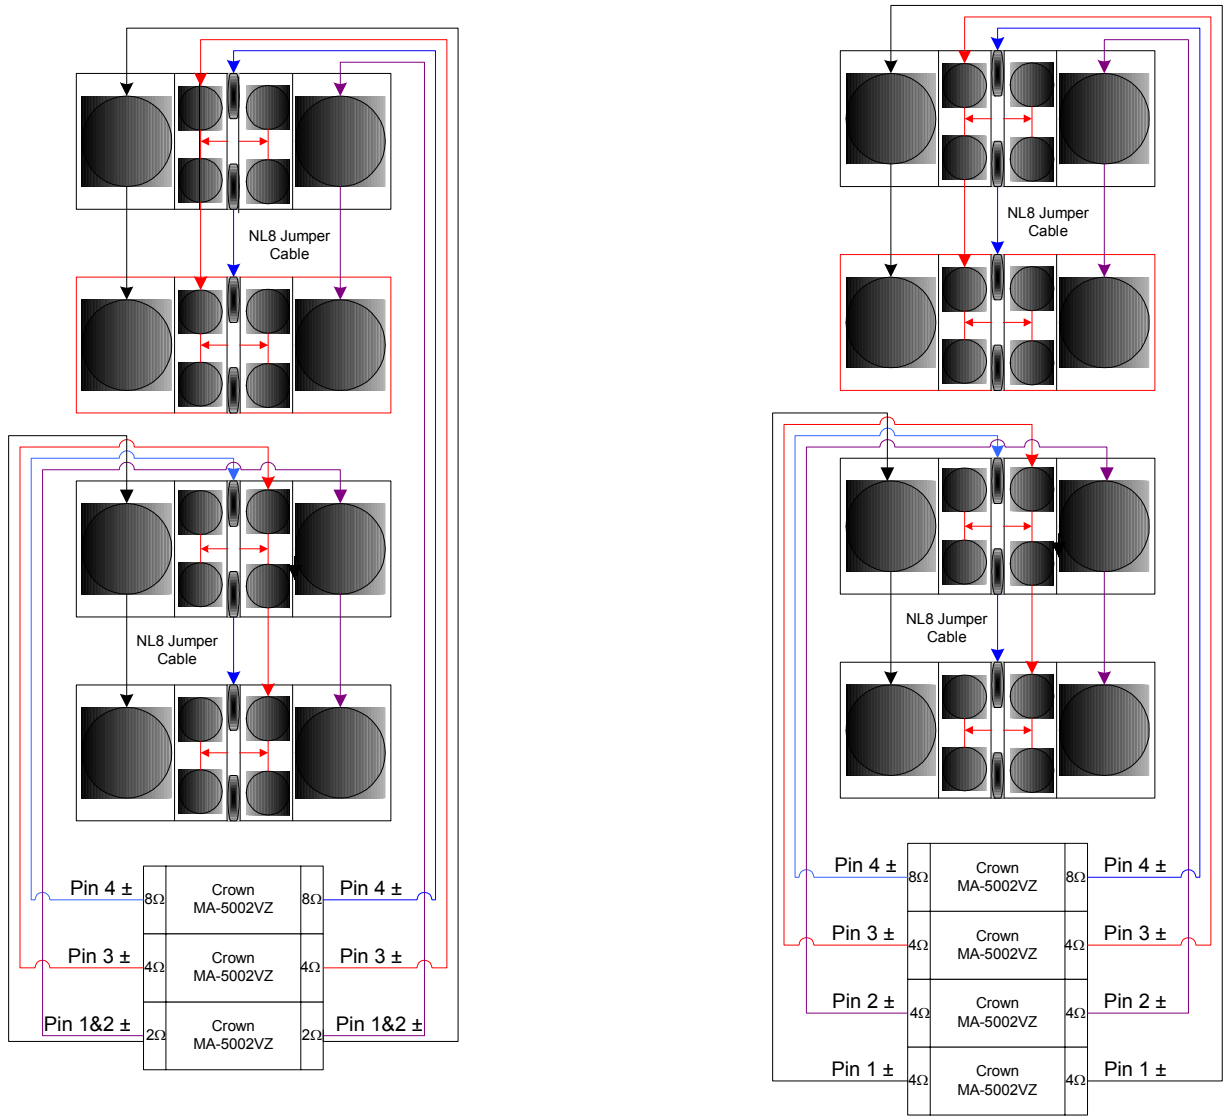 NL8 Jumper
Cable
NL8 Jumper
Cable
Pin 4 ±
8Ω
Crown
MA-5002VZ
8Ω
Pin 4 ±
Pin 3 ±
4Ω
Crown
MA-5002VZ
4Ω
Pin 3 ±
Pin 1&2 ±
2Ω
Crown
MA-5002VZ
2Ω
Pin 1&2 ±
NL8 Jumper
Cable
NL8 Jumper
Cable
Pin 4 ±
8Ω
Crown
MA-5002VZ
8Ω
Pin 4 ±
Pin 3 ±
4Ω
Crown
MA-5002VZ
4Ω
Pin 3 ±
Pin 2 ±
4Ω
Crown
MA-5002VZ
4Ω
Pin 2 ±
Pin 1 ±
4Ω
Crown
MA-5002VZ
4Ω
Pin 1 ±